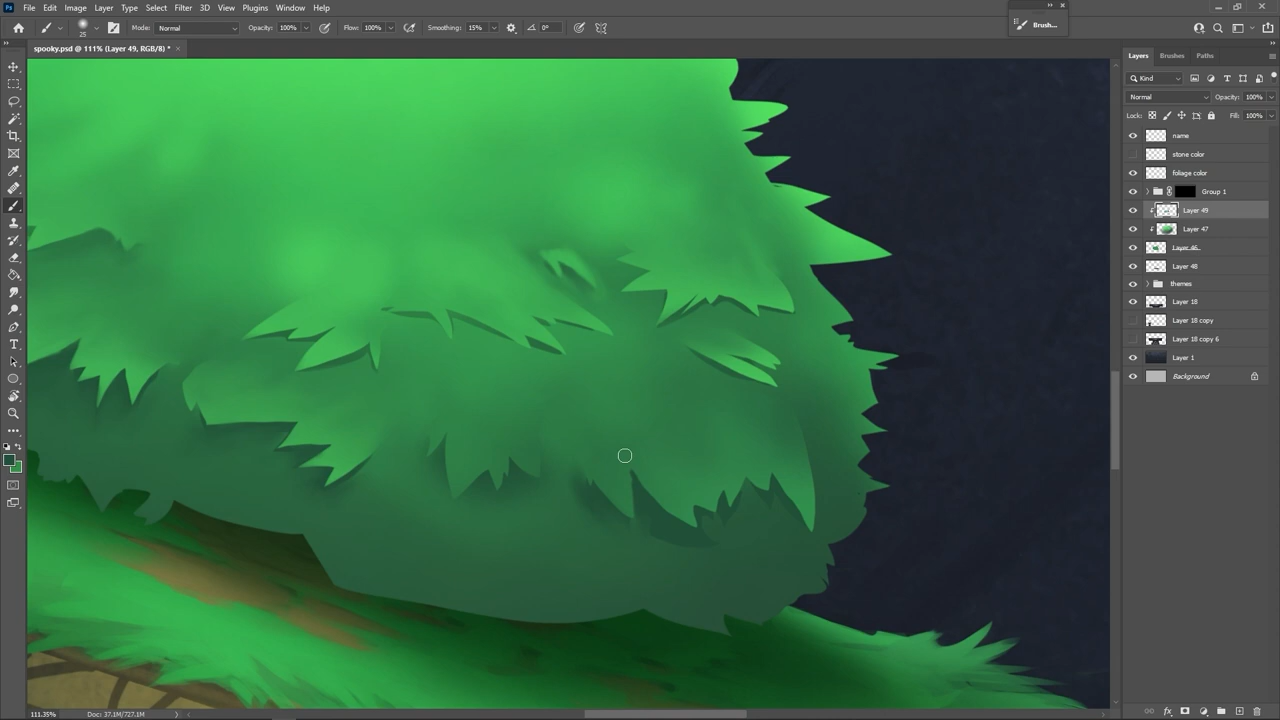 Ps File Edit Image Layer Type Select Filter 3D View Plugins Window Help
25 Mode: Normal Opacity: 100% Flow: 100% Smoothing: 15% 0°
Brush...
spooky.psd @ 111% (Layer 49, RGB/8) * ×
Layers Brushes Paths
Kind
Normal Opacity: 100%
Lock: Fill: 100%
name
stone color
foliage color
Group 1
Layer 49
Layer 47
Layer 46
Layer 48
themes
Layer 18
Layer 18 copy
Layer 18 copy 6
Layer 1
Background
111.35% Doc: 37.1M/727.1M